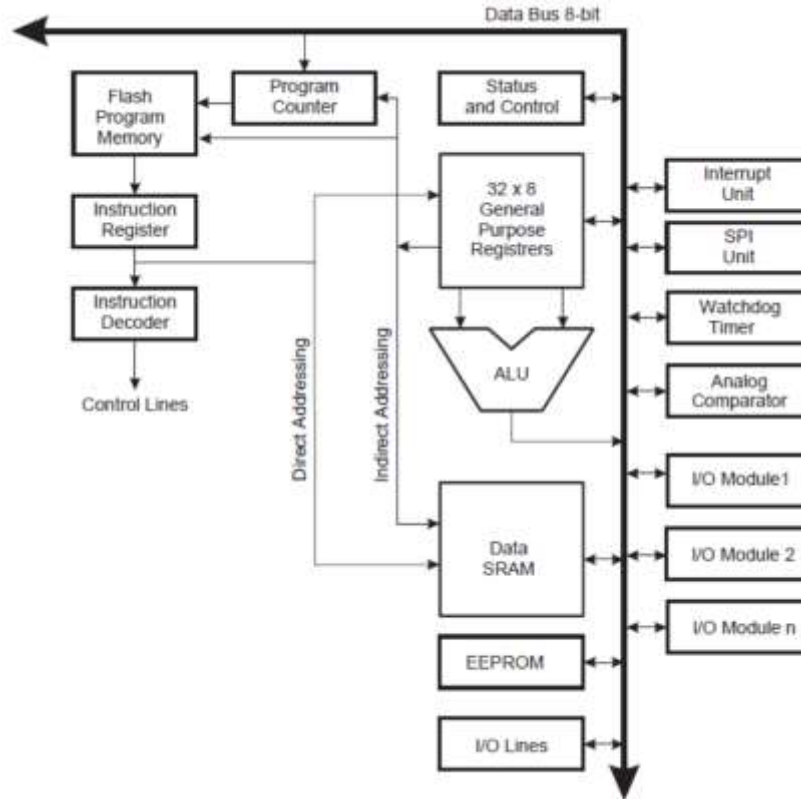 Data Bus 8-bit
Flash
Program
Memory
Program
Counter
Status
and Control
32 x 8
General
Purpose
Registrers
Interrupt
Unit
Instruction
Register
SPI
Unit
Instruction
Decoder
Watchdog
Timer
Control Lines
Direct Addressing
Indirect Addressing
ALU
Analog
Comparator
I/O Module1
Data
SRAM
I/O Module 2
I/O Module n
EEPROM
I/O Lines